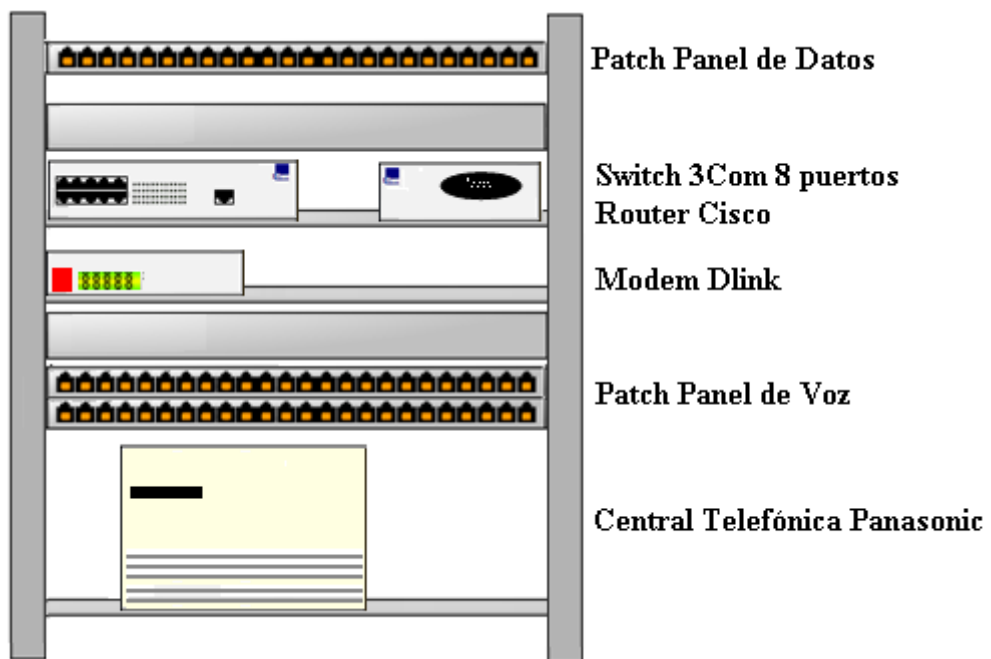 Patch Panel de Datos
Switch 3Com 8 puertos
Router Cisco
Modem Dlink
Patch Panel de Voz
Central Telefónica Panasonic